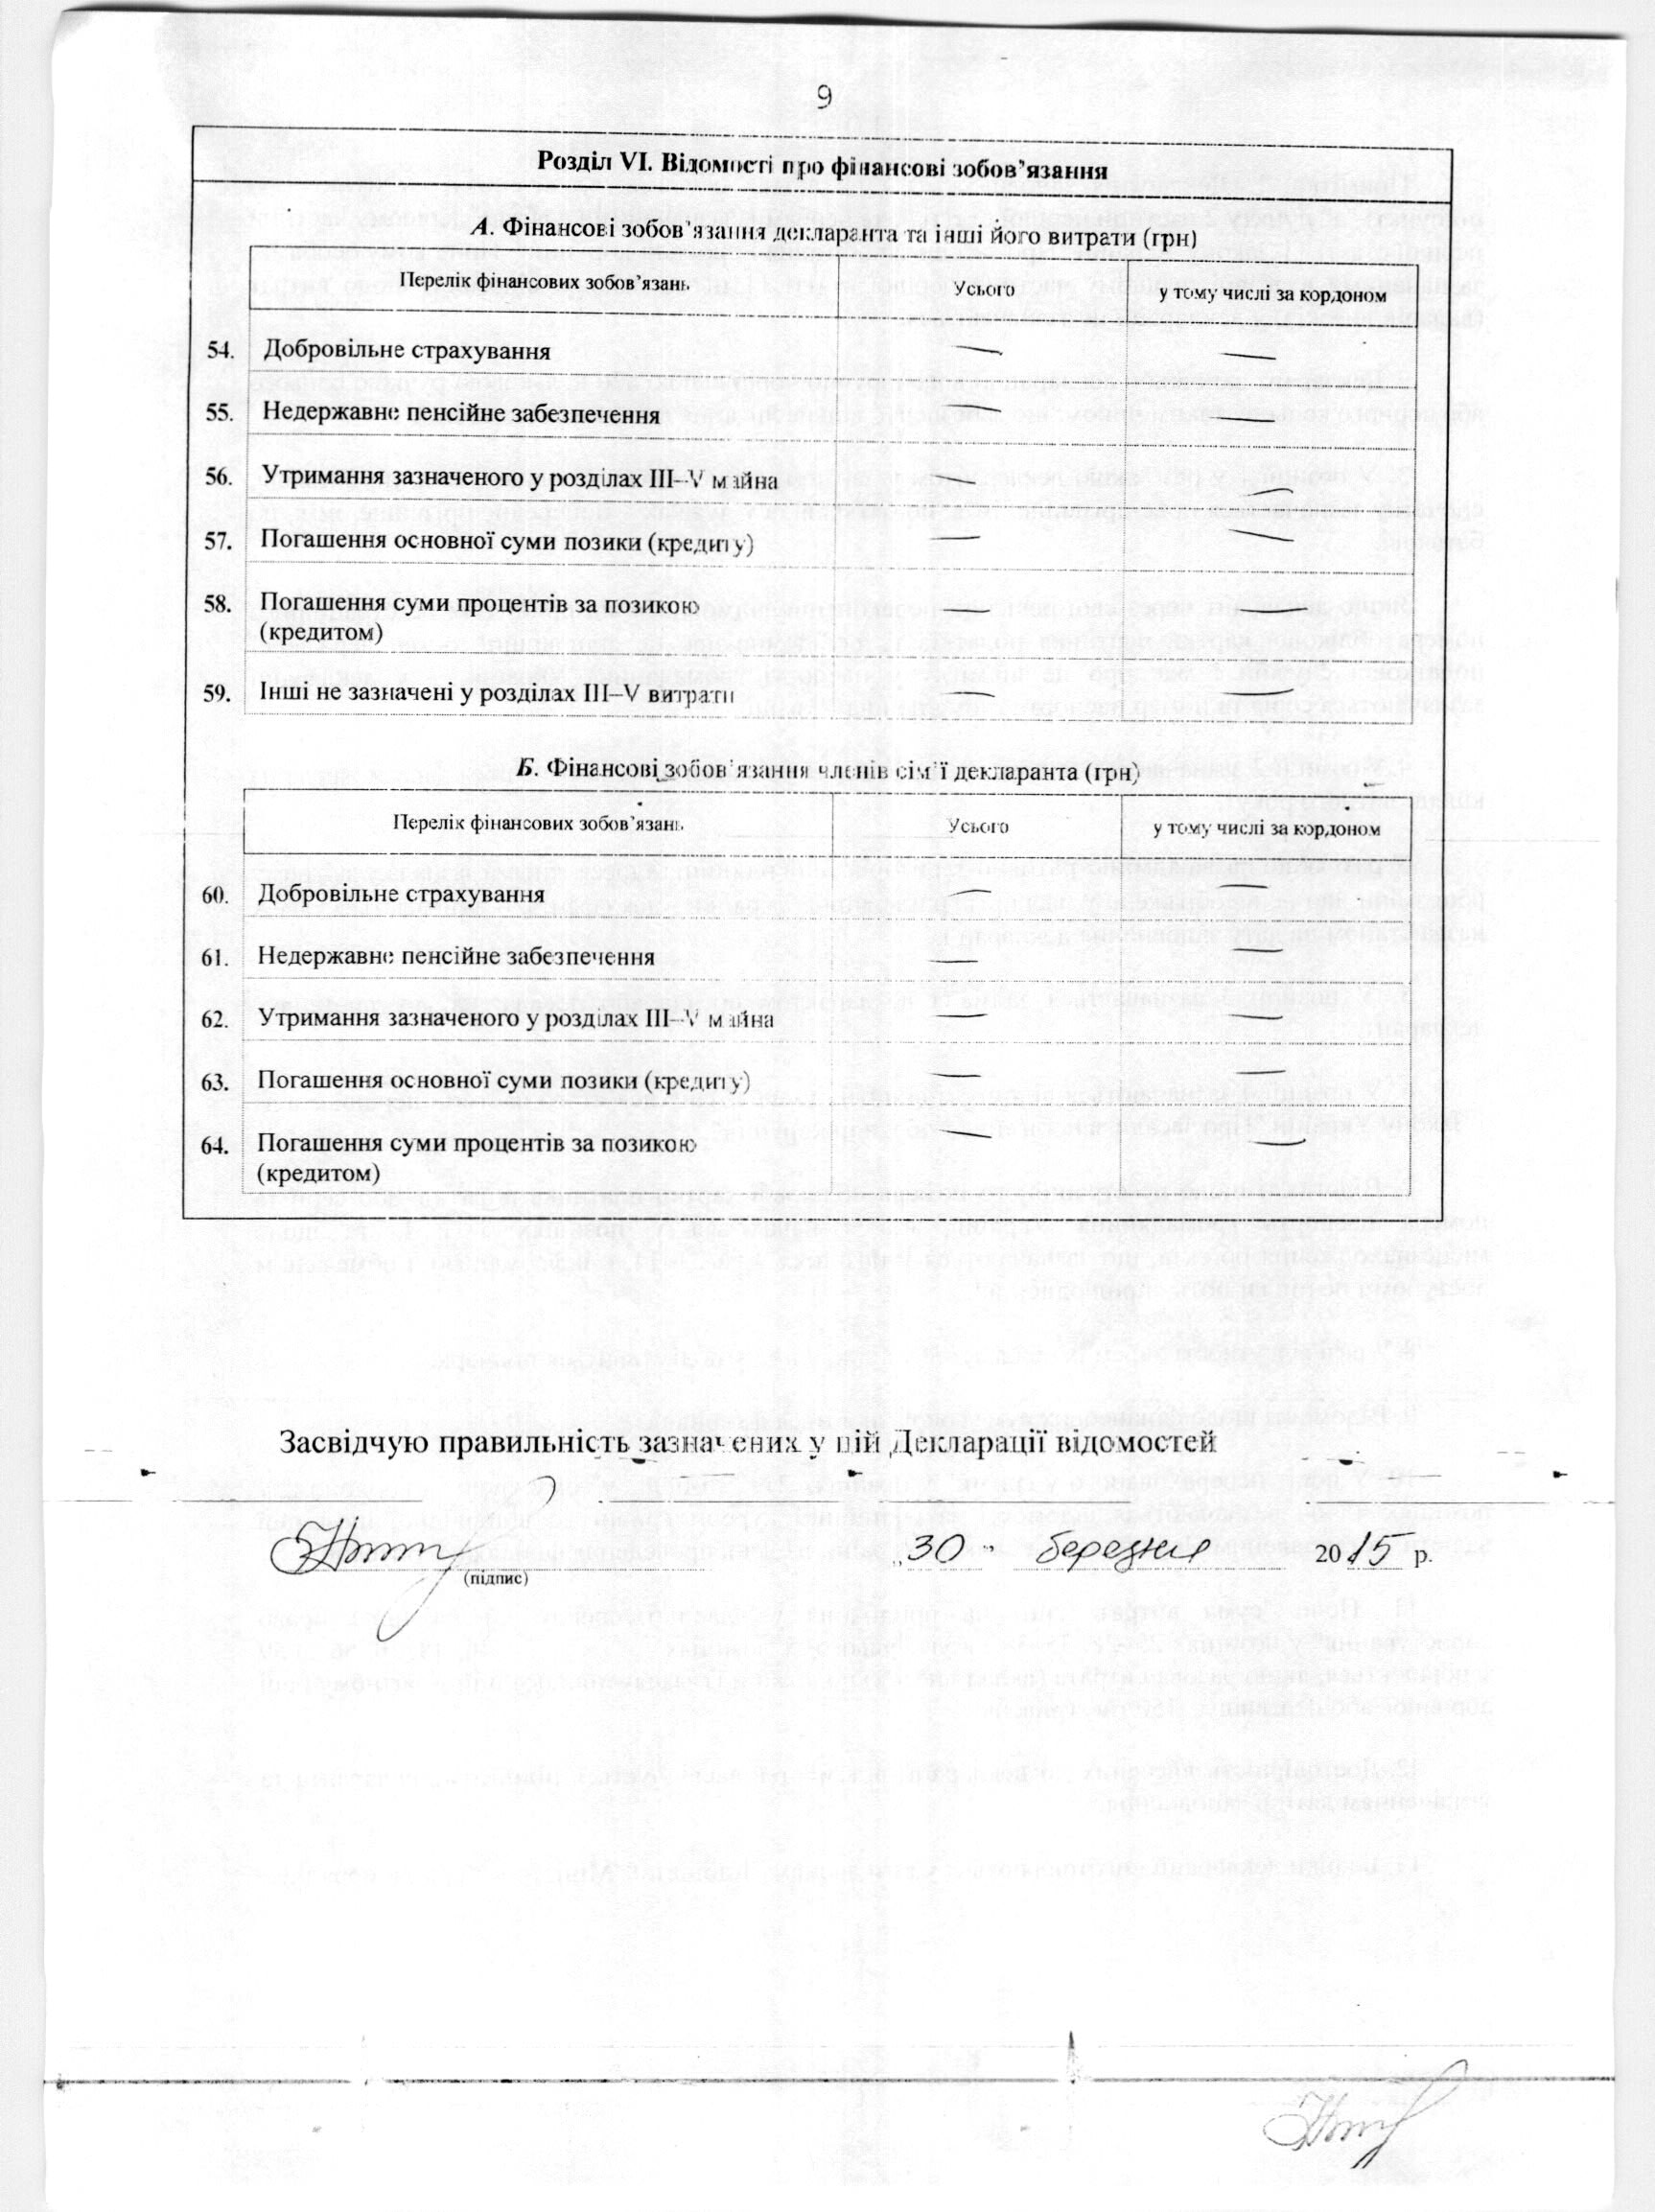 9
Розділ VI. Відомості про фінансові зобов’язання
А. Фінансові зобов’язання декларанта та інші його витрати (грн)
Перелік фінансових зобов’язань Усього у тому числі за кордоном
54. Добровільне страхування — —
55. Недержавне пенсійне забезпечення — —
56. Утримання зазначеного у розділах III–V майна —
57. Погашення основної суми позики (кредиту) — —
58. Погашення суми процентів за позикою — —
(кредитом)
59. Інші не зазначені у розділах III–V витрати — —
Б. Фінансові зобов’язання членів сім’ї декларанта (грн)
Перелік фінансових зобов’язань Усього у тому числі за кордоном
60. Добровільне страхування — —
61. Недержавне пенсійне забезпечення — —
62. Утримання зазначеного у розділах III–V майна — —
63. Погашення основної суми позики (кредиту) — —
64. Погашення суми процентів за позикою — —
(кредитом)
Засвідчую правильність зазначених у цій Декларації відомостей
„30” березня 2015 р.
(підпис)